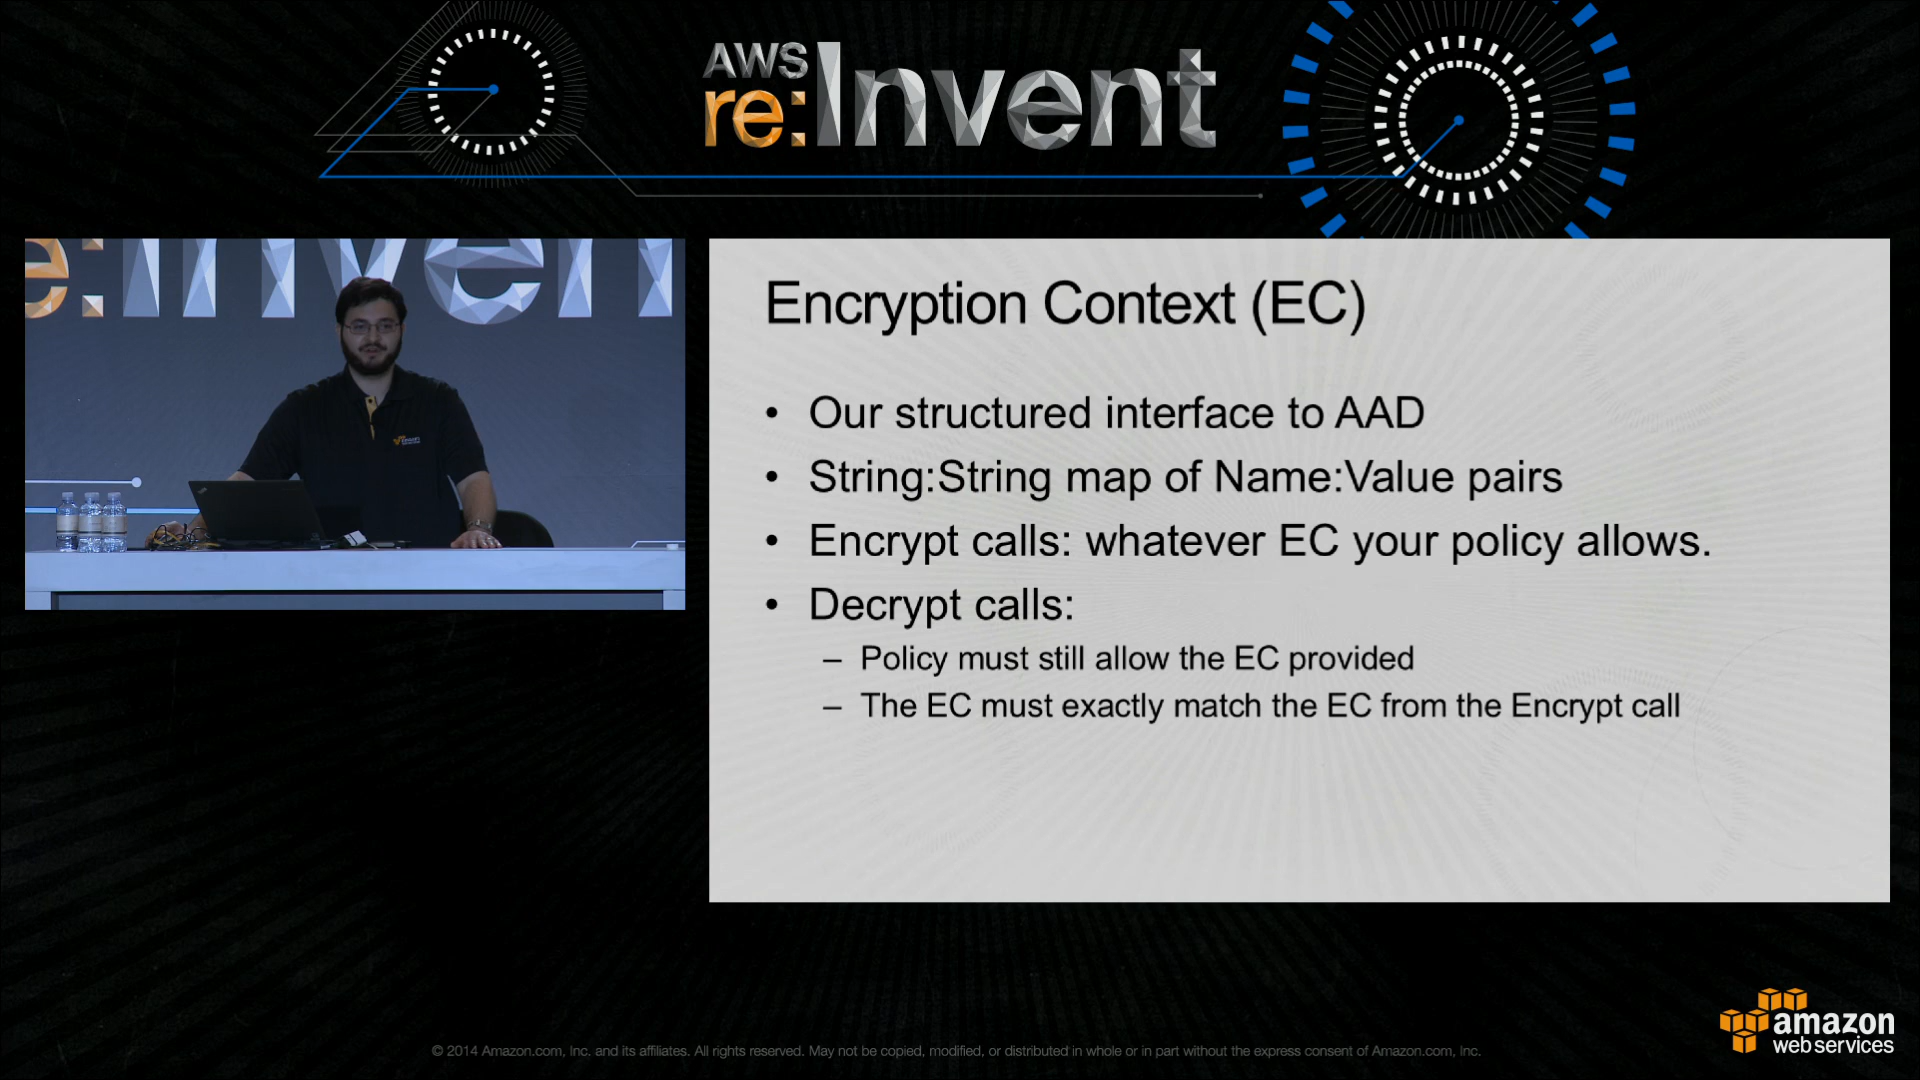 AWS
re:Invent
e:Inven
Encryption Context (EC)
• Our structured interface to AAD
• String:String map of Name:Value pairs
• Encrypt calls: whatever EC your policy allows.
• Decrypt calls:
– Policy must still allow the EC provided
– The EC must exactly match the EC from the Encrypt call
amazon
web services
© 2014 Amazon.com, Inc. and its affiliates. All rights reserved. May not be copied, modified, or distributed in whole or in part without the express consent of Amazon.com, Inc.